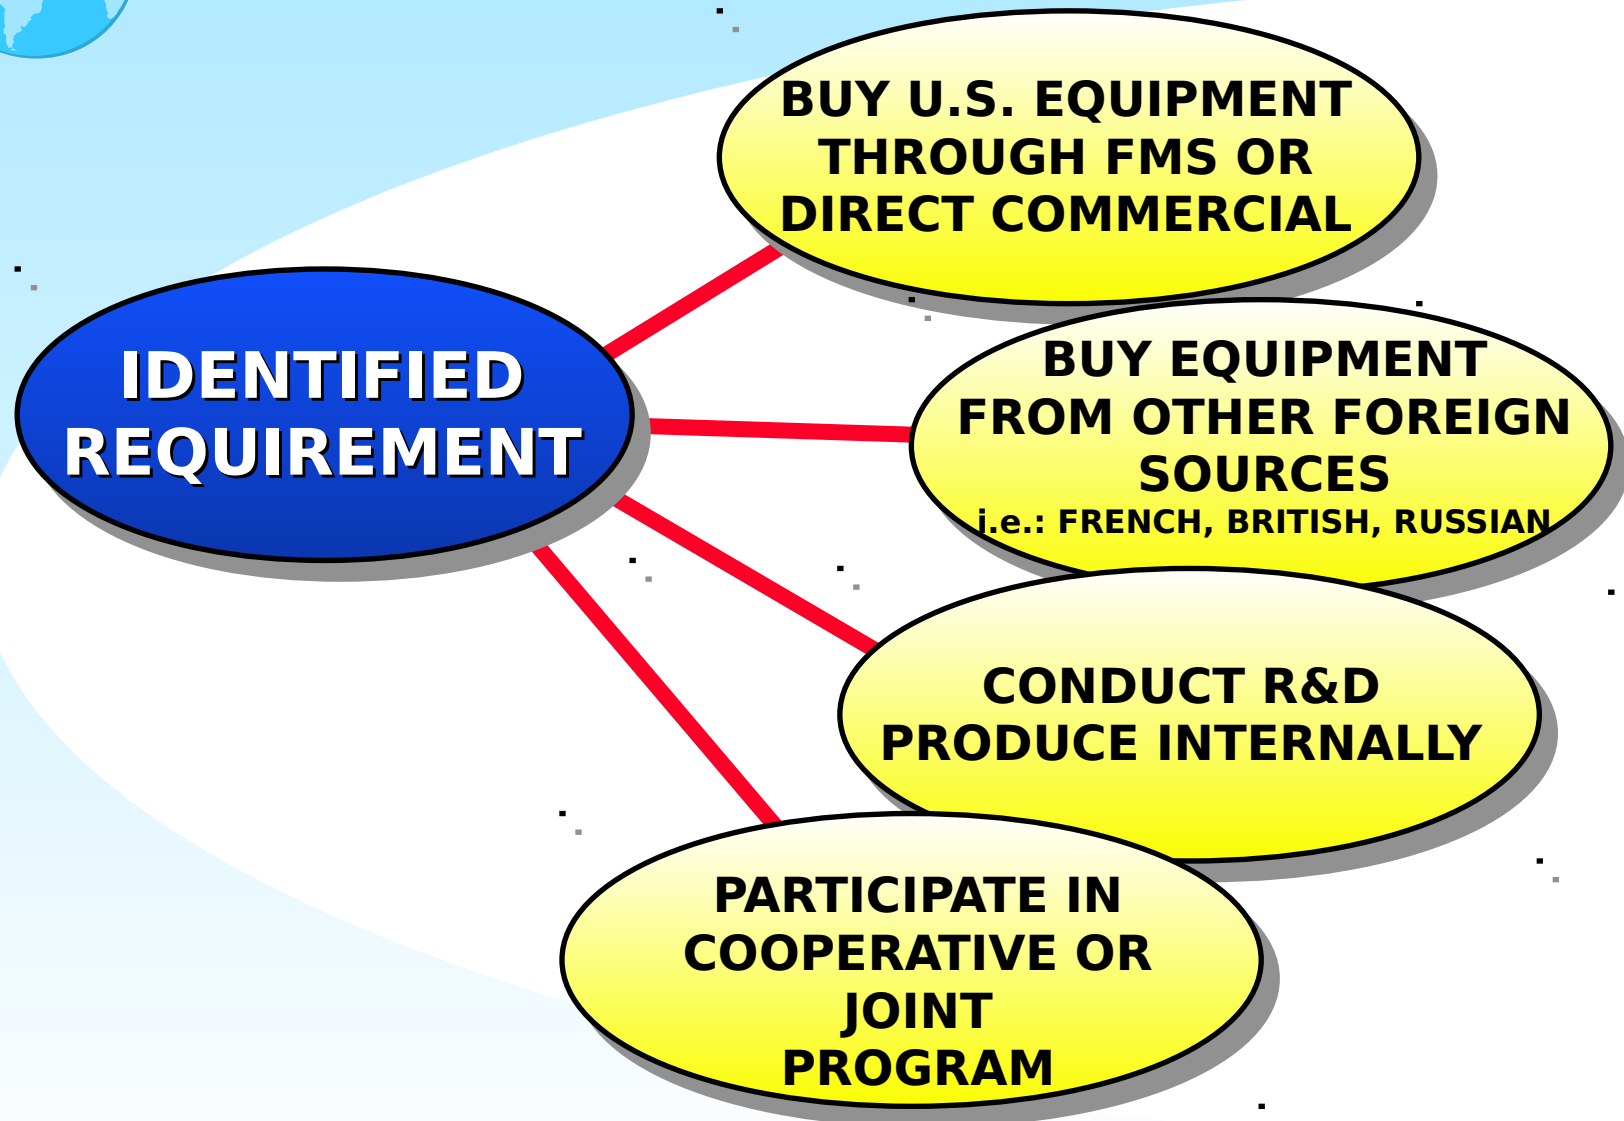 BUY U.S. EQUIPMENT
THROUGH FMS OR
DIRECT COMMERCIAL
IDENTIFIED
REQUIREMENT
BUY EQUIPMENT
FROM OTHER FOREIGN
SOURCES
i.e.: FRENCH, BRITISH, RUSSIAN
CONDUCT R&D
PRODUCE INTERNALLY
PARTICIPATE IN
COOPERATIVE OR
JOINT
PROGRAM